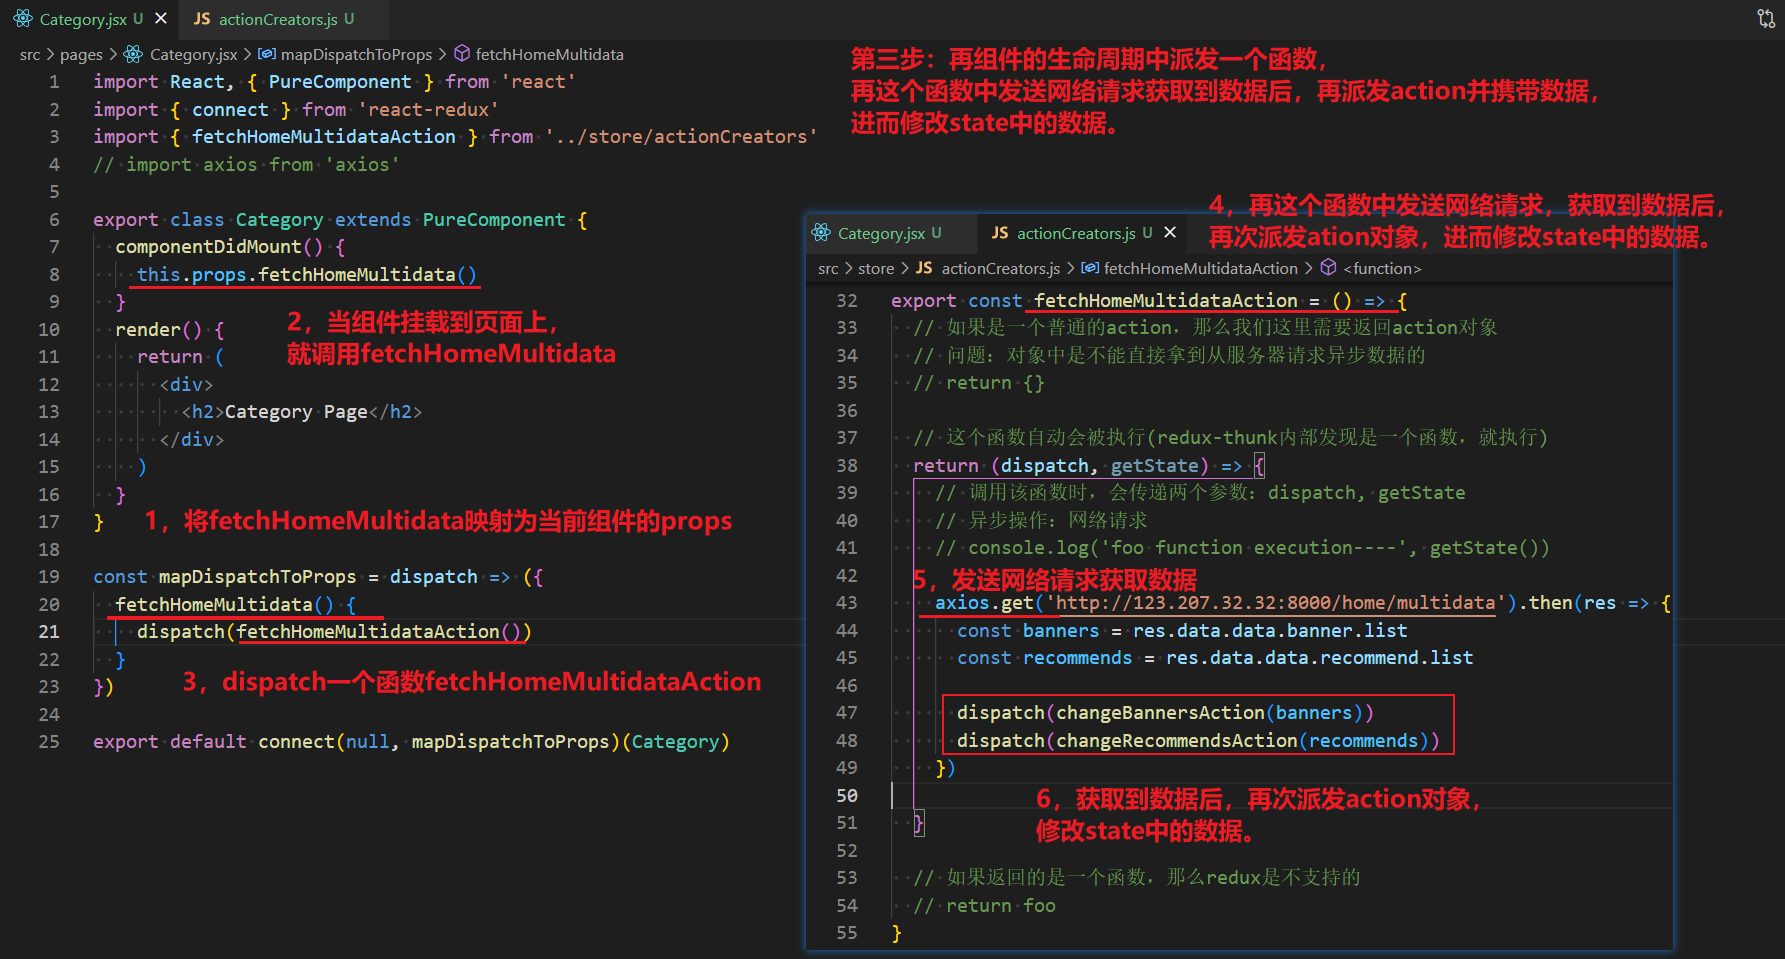 Category.jsx U
JS actionCreators.js U
src > pages > Category.jsx > mapDispatchToProps > fetchHomeMultidata
1 import React, { PureComponent } from 'react'
2 import { connect } from 'react-redux'
3 import { fetchHomeMultidataAction } from '../store/actionCreators'
4 // import axios from 'axios'
5
6 export class Category extends PureComponent {
7 componentDidMount() {
8 this.props.fetchHomeMultidata()
9 }
10 render() {
11 return (
12 <div>
13 <h2>Category Page</h2>
14 </div>
15 )
16 }
17 }
18
19 const mapDispatchToProps = dispatch => ({
20 fetchHomeMultidata() {
21 dispatch(fetchHomeMultidataAction())
22 }
23 })
24
25 export default connect(null, mapDispatchToProps)(Category)
2，当组件挂载到页面上，
就调用fetchHomeMultidata
1，将fetchHomeMultidata映射为当前组件的props
3，dispatch一个函数fetchHomeMultidataAction
第三步：再组件的生命周期中派发一个函数，
再这个函数中发送网络请求获取到数据后，再派发action并携带数据，
进而修改state中的数据。
4，再这个函数中发送网络请求，获取到数据后，
再次派发ation对象，进而修改state中的数据。
Category.jsx U
JS actionCreators.js U
src > store > JS actionCreators.js > fetchHomeMultidataAction > <function>
32 export const fetchHomeMultidataAction = () => {
33 // 如果是一个普通的action，那么我们这里需要返回action对象
34 // 问题：对象中是不能直接拿到从服务器请求异步数据的
35 // return {}
36
37 // 这个函数自动会被执行(redux-thunk内部发现是一个函数，就执行)
38 return (dispatch, getState) => {
39 // 调用该函数时，会传递两个参数：dispatch, getState
40 // 异步操作：网络请求
41 // console.log('foo function execution----', getState())
42
5，发送网络请求获取数据
43 axios.get('http://123.207.32.32:8000/home/multidata').then(res => {
44 const banners = res.data.data.banner.list
45 const recommends = res.data.data.recommend.list
46
47 dispatch(changeBannersAction(banners))
48 dispatch(changeRecommendsAction(recommends))
49 })
50
51 }
6，获取到数据后，再次派发action对象，
修改state中的数据。
52
53 // 如果返回的是一个函数，那么redux是不支持的
54 // return foo
55 }